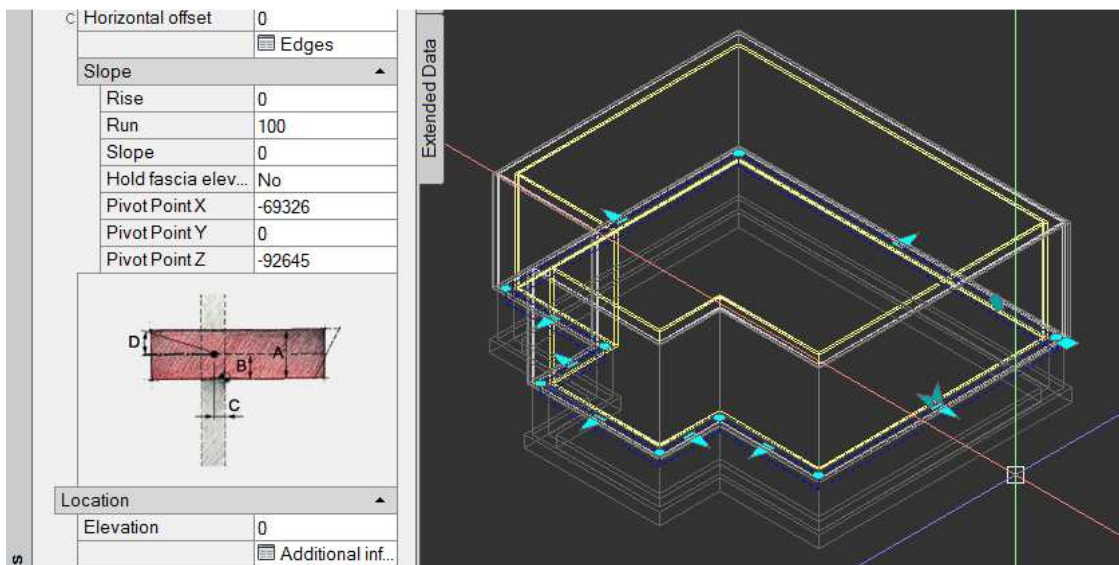 C Horizontal offset 0
Edges
Slope
Rise 0
Run 100
Slope 0
Hold fascia elev... No
Pivot Point X -69326
Pivot Point Y 0
Pivot Point Z -92645
D
A
B
C
Location
Elevation 0
Additional inf...
s
Extended Data